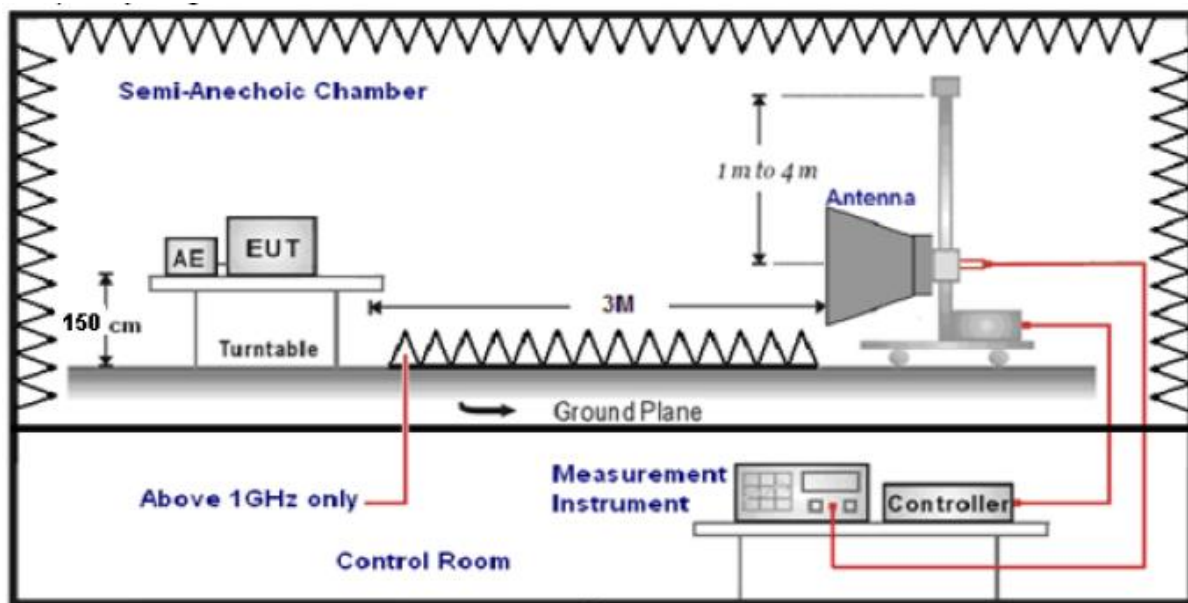 Semi-Anechoic Chamber
1 m to 4 m
Antenna
AE
EUT
3M
150 cm
Turntable
Ground Plane
Above 1GHz only
Measurement
Instrument
Controller
Control Room